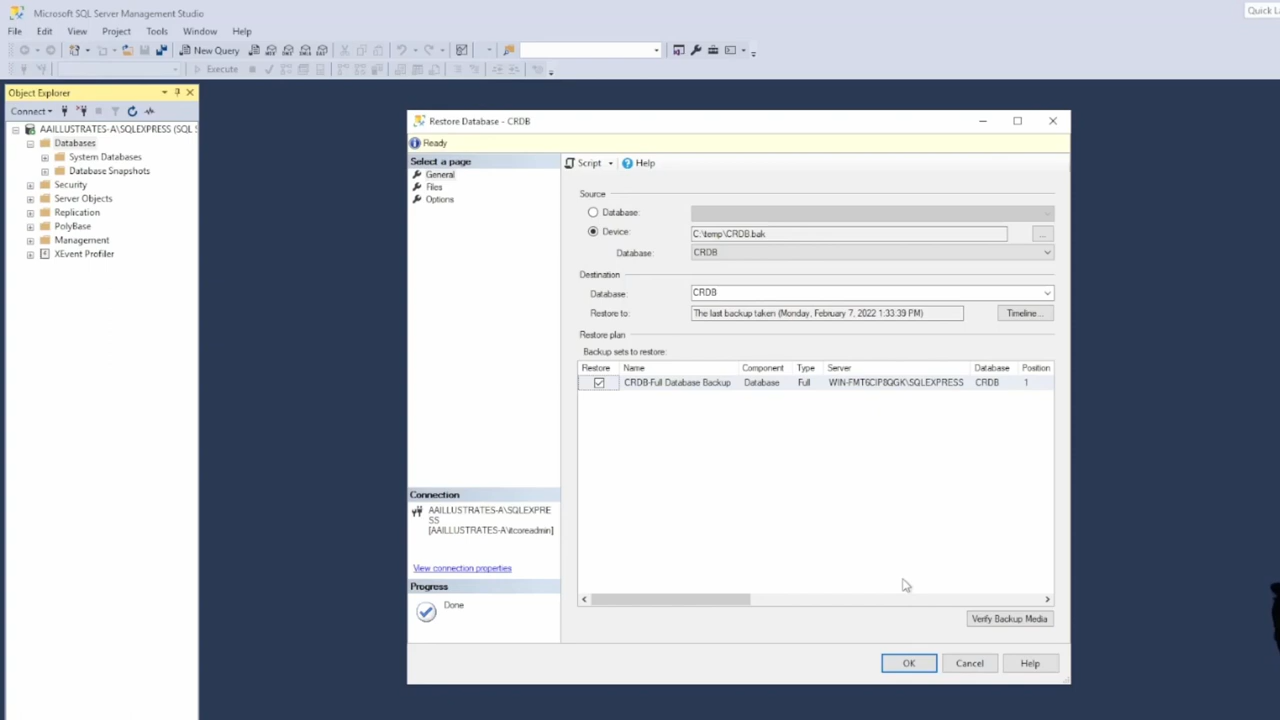 Microsoft SQL Server Management Studio
Quick La
File Edit View Project Tools Window Help
New Query
Execute
Object Explorer
Connect
AAILLUSTRATES-A\SQLEXPRESS (SQL S
Databases
System Databases
Database Snapshots
Security
Server Objects
Replication
PolyBase
Management
XEvent Profiler
Restore Database - CRDB
Ready
Select a page
General
Files
Options
Script Help
Source
Database:
Device: C:\temp\CRDB.bak ...
Database: CRDB
Destination
Database: CRDB
Restore to: The last backup taken (Monday, February 7, 2022 1:33:39 PM) Timeline...
Restore plan
Backup sets to restore:
Restore Name Component Type Server Database Position
CRDB-Full Database Backup Database Full WIN-FMT6CIP8QGK\SQLEXPRESS CRDB 1
Connection
AAILLUSTRATES-A\SQLEXPRE
SS
[AAILLUSTRATES-A\itcoreadmin]
View connection properties
Progress
Done
Verify Backup Media
OK Cancel Help